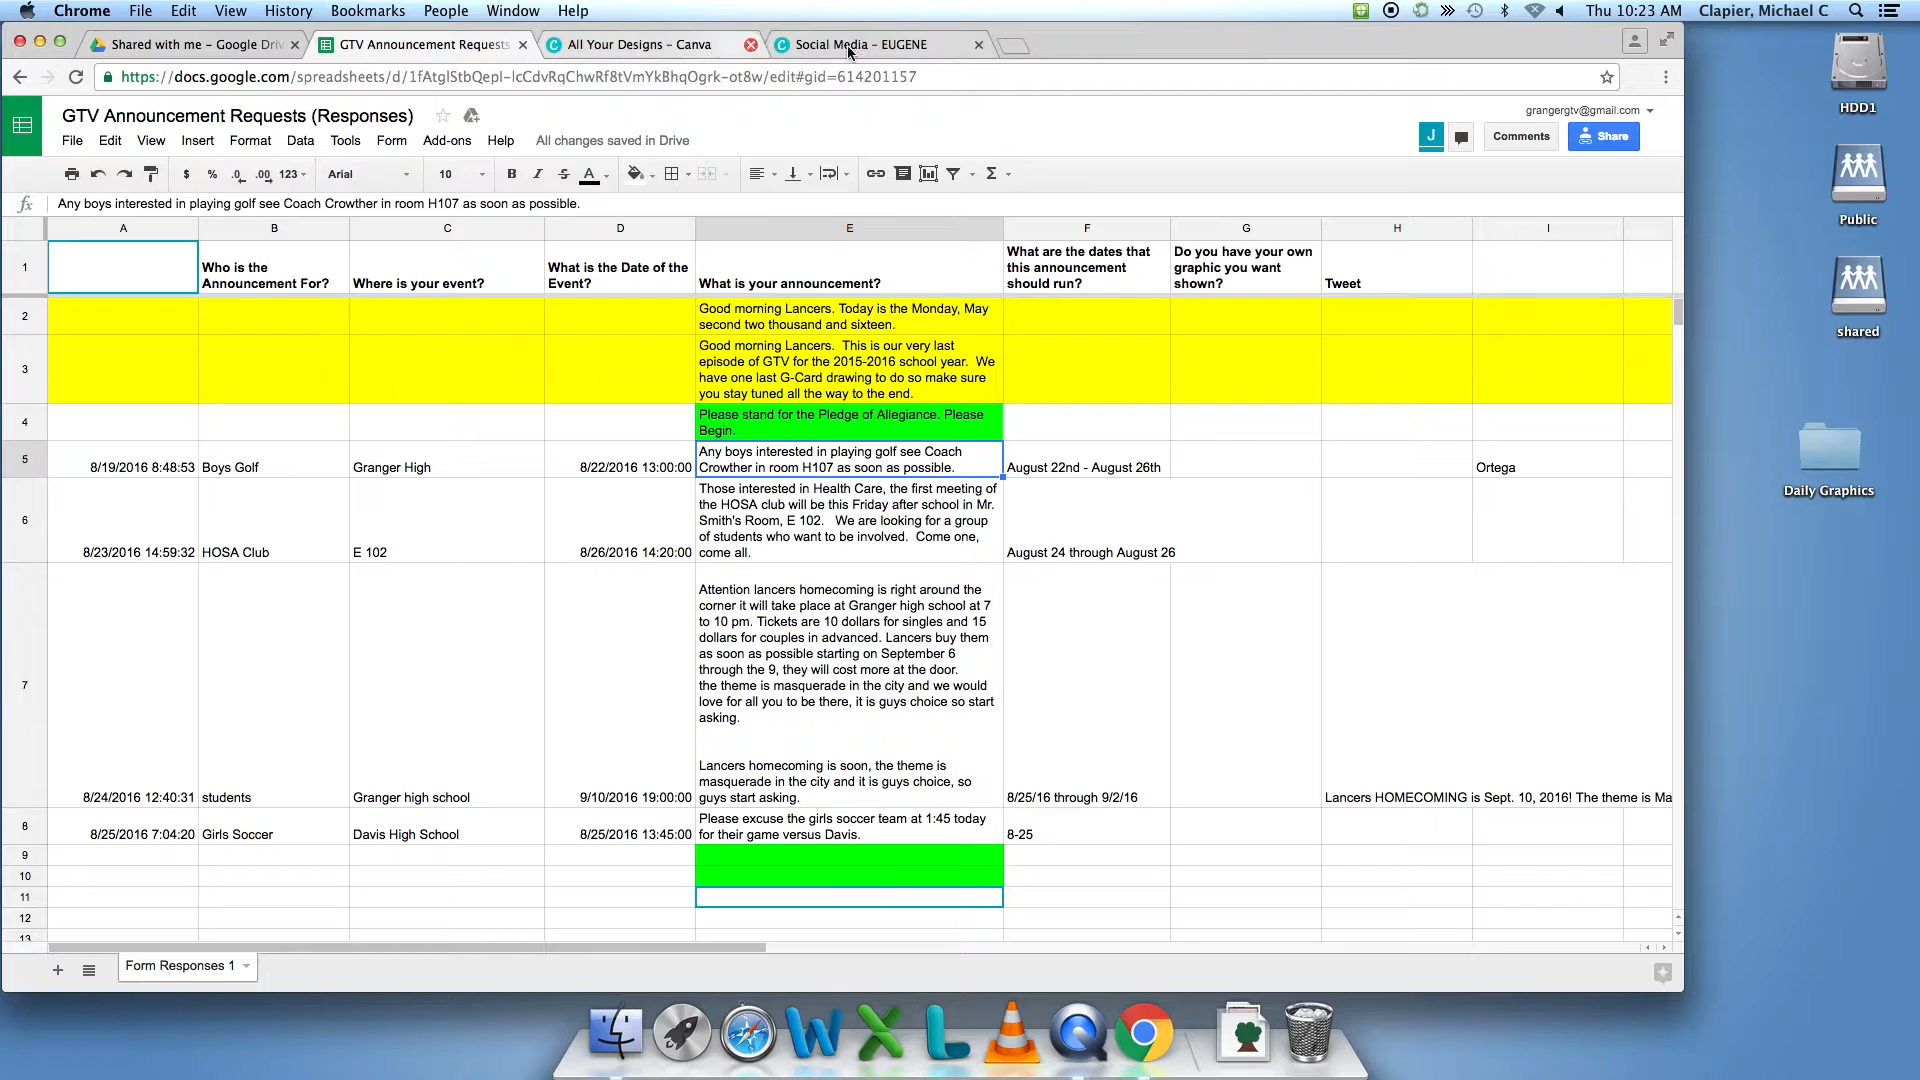 Chrome File Edit View History Bookmarks People Window Help Thu 10:23 AM Clapier, Michael C
Shared with me – Google Driv GTV Announcement Requests All Your Designs – Canva Social Media – EUGENE
https://docs.google.com/spreadsheets/d/1fAtglStbQepI-lcCdvRqChwRf8tVmYkBhqOgrk-ot8w/edit#gid=614201157
GTV Announcement Requests (Responses)
grangergtv@gmail.com
File Edit View Insert Format Data Tools Form Add-ons Help All changes saved in Drive
J Comments Share
$ % .0 .00 123 Arial 10 B I S A Σ
fx Any boys interested in playing golf see Coach Crowther in room H107 as soon as possible.
A B C D E F G H I
1
Who is the
Announcement For?
Where is your event?
What is the Date of the
Event?
What is your announcement?
What are the dates that
this announcement
should run?
Do you have your own
graphic you want
shown?
Tweet
2
Good morning Lancers. Today is the Monday, May
second two thousand and sixteen.
3
Good morning Lancers.  This is our very last
episode of GTV for the 2015-2016 school year.  We
have one last G-Card drawing to do so make sure
you stay tuned all the way to the end.
4
Please stand for the Pledge of Allegiance. Please
Begin.
5
8/19/2016 8:48:53 Boys Golf Granger High 8/22/2016 13:00:00
Any boys interested in playing golf see Coach
Crowther in room H107 as soon as possible.
August 22nd - August 26th
Ortega
6
8/23/2016 14:59:32 HOSA Club E 102 8/26/2016 14:20:00
Those interested in Health Care, the first meeting of
the HOSA club will be this Friday after school in Mr.
Smith's Room, E 102.   We are looking for a group
of students who want to be involved.  Come one,
come all.
August 24 through August 26
7
8/24/2016 12:40:31 students Granger high school 9/10/2016 19:00:00
Attention lancers homecoming is right around the
corner it will take place at Granger high school at 7
to 10 pm. Tickets are 10 dollars for singles and 15
dollars for couples in advanced. Lancers buy them
as soon as possible starting on September 6
through the 9, they will cost more at the door.
the theme is masquerade in the city and we would
love for all you to be there, it is guys choice so start
asking.
Lancers homecoming is soon, the theme is
masquerade in the city and it is guys choice, so
guys start asking.
8/25/16 through 9/2/16
Lancers HOMECOMING is Sept. 10, 2016! The theme is Ma
8
8/25/2016 7:04:20 Girls Soccer Davis High School 8/25/2016 13:45:00
Please excuse the girls soccer team at 1:45 today
for their game versus Davis.
8-25
9
10
11
12
13
Form Responses 1
HDD1
Public
shared
Daily Graphics